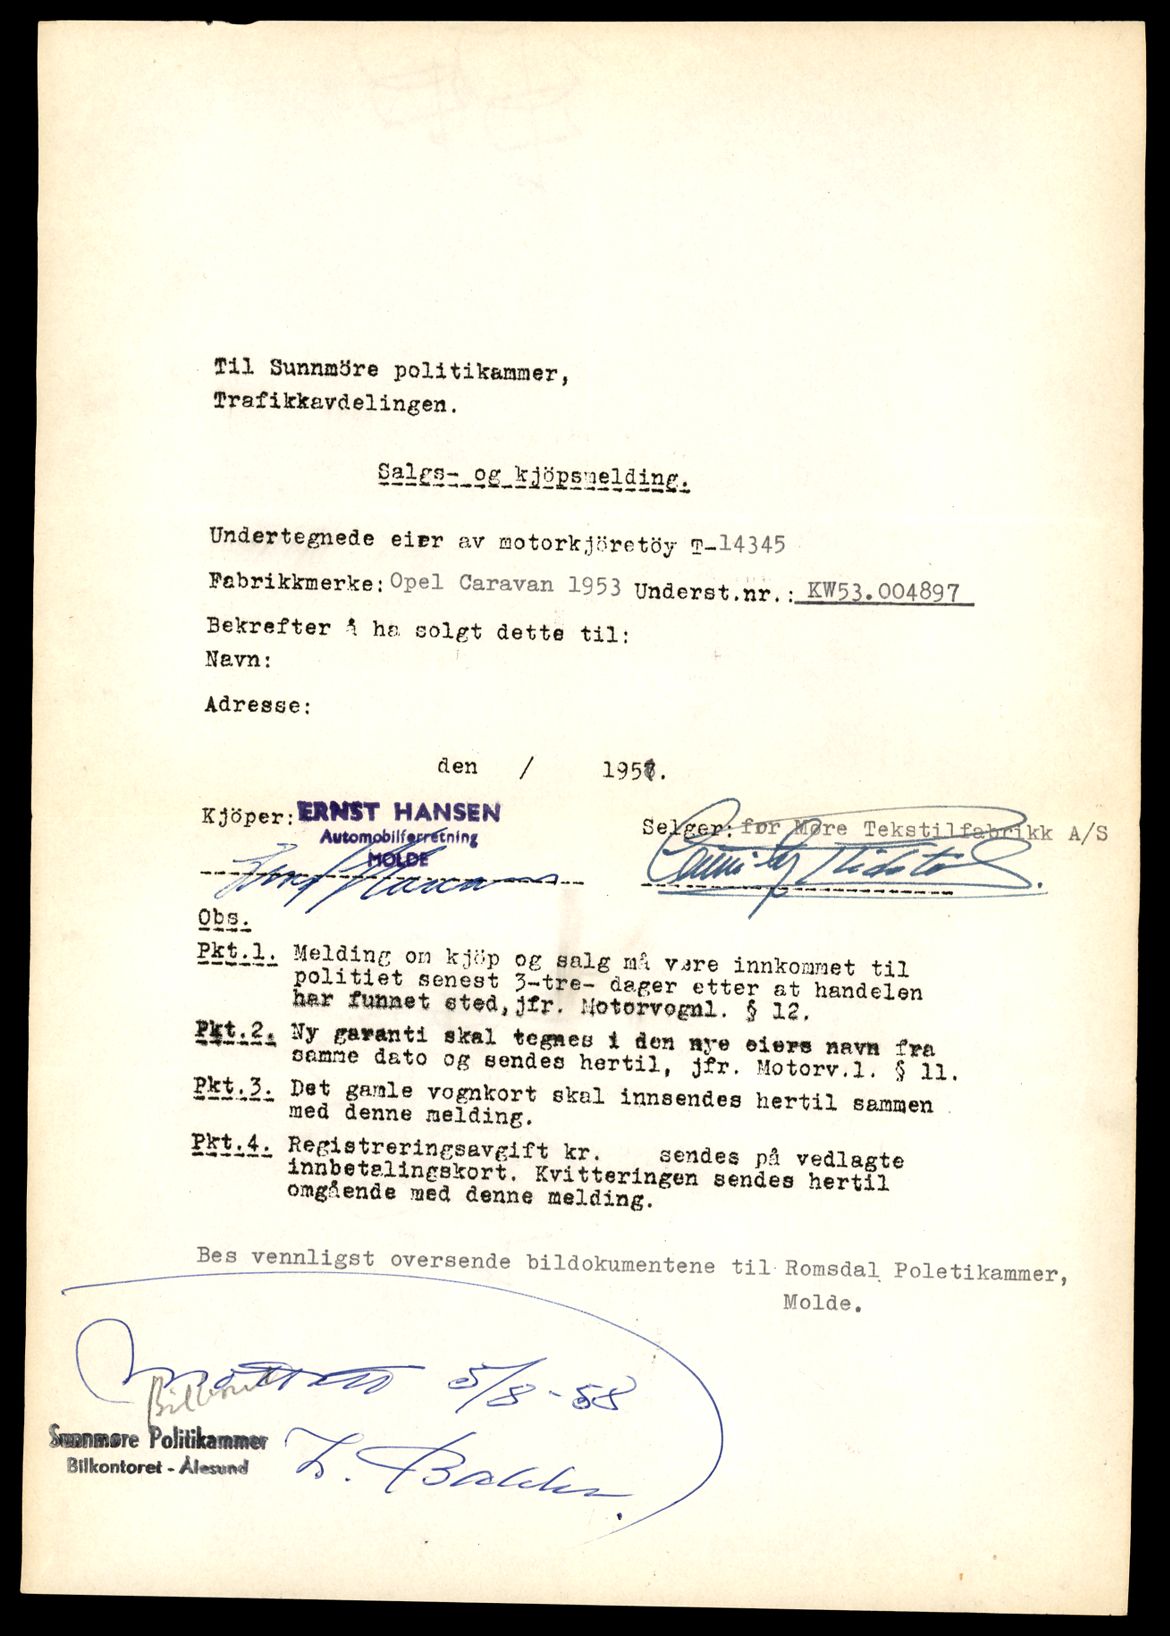 Til Sunnmöre politikammer,
Trafikkavdelingen.
Salgs- og kjöpsmelding.
Undertegnede eier av motorkjöretöy T-14345
Fabrikkmerke: Opel Caravan 1953 Underst.nr.: KW53.004897
Bekrefter å ha solgt dette til:
Navn:
Adresse:
den / 1958.
Kjöper: ERNST HANSEN
Automobilforretning
MOLDE
Ernst Hansen
Selger: for Møre Tekstilfabrikk A/S
Obs.
Pkt.1. Melding om kjöp og salg må være innkommet til
politiet senest 3-tre- dager etter at handelen
har funnet sted, jfr. Motorvognl. § 12.
Pkt.2. Ny garanti skal tegnes i den nye eiers navn fra
samme dato og sendes hertil, jfr. Motorv.l. § 11.
Pkt.3. Det gamle vognkort skal innsendes hertil sammen
med denne melding.
Pkt.4. Registreringsavgift kr. sendes på vedlagte
innbetalingskort. Kvitteringen sendes hertil
omgående med denne melding.
Bes vennligst oversende bildokumentene til Romsdal Poletikammer,
Molde.
Mottatt 5/8-58
Sunnmøre Politikammer
Bilkontoret - Ålesund